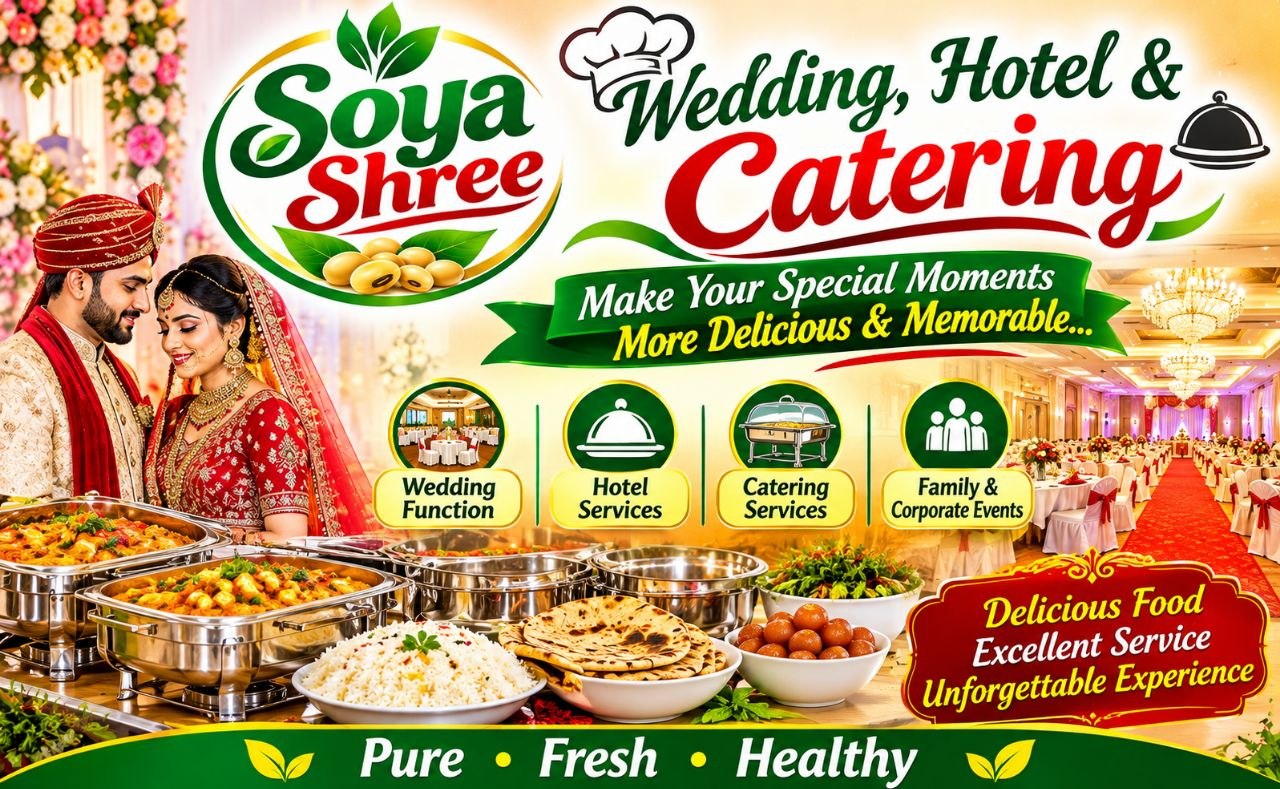 Soya
Shree
Wedding, Hotel &
Catering
Make Your Special Moments
More Delicious & Memorable...
Wedding
Function
Hotel
Services
Catering
Services
Family &
Corporate Events
Delicious Food
Excellent Service
Unforgettable Experience
Pure • Fresh • Healthy